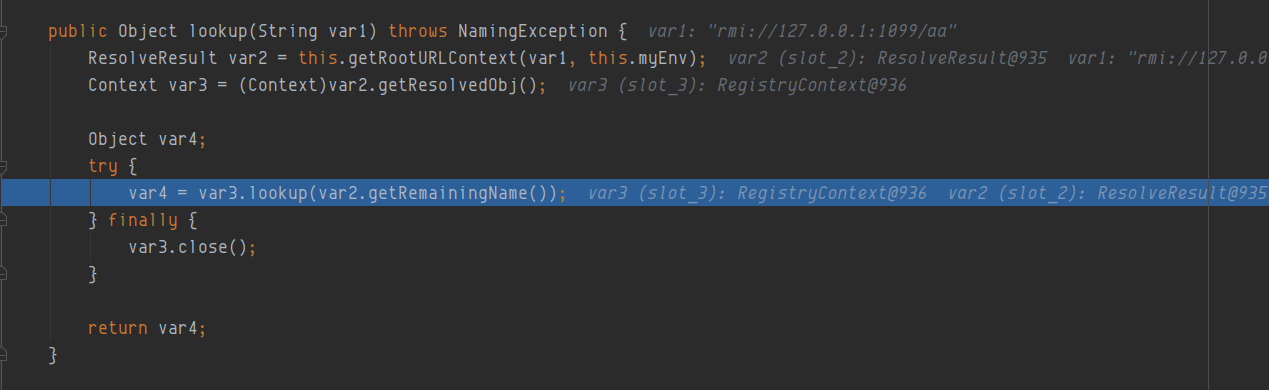 public Object lookup(String var1) throws NamingException {  var1: "rmi://127.0.0.1:1099/aa"
    ResolveResult var2 = this.getRootURLContext(var1, this.myEnv);  var2 (slot_2): ResolveResult@935  var1: "rmi://127.0.0
    Context var3 = (Context)var2.getResolvedObj();  var3 (slot_3): RegistryContext@936
    Object var4;
    try {
        var4 = var3.lookup(var2.getRemainingName());  var3 (slot_3): RegistryContext@936  var2 (slot_2): ResolveResult@935
    } finally {
        var3.close();
    }
    return var4;
}